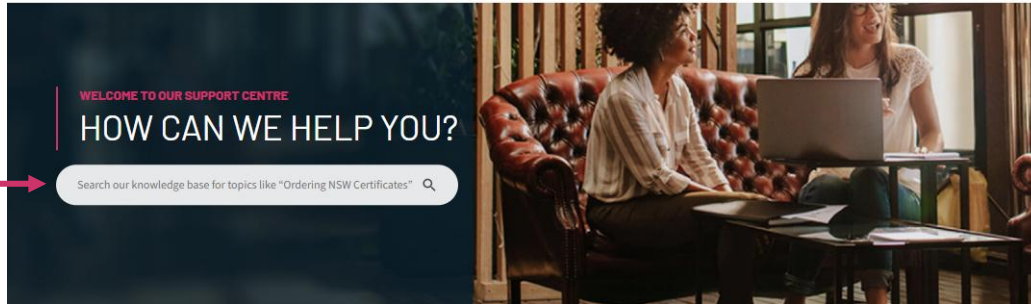 WELCOME TO OUR SUPPORT CENTRE
HOW CAN WE HELP YOU?
Search our knowledge base for topics like “Ordering NSW Certificates”